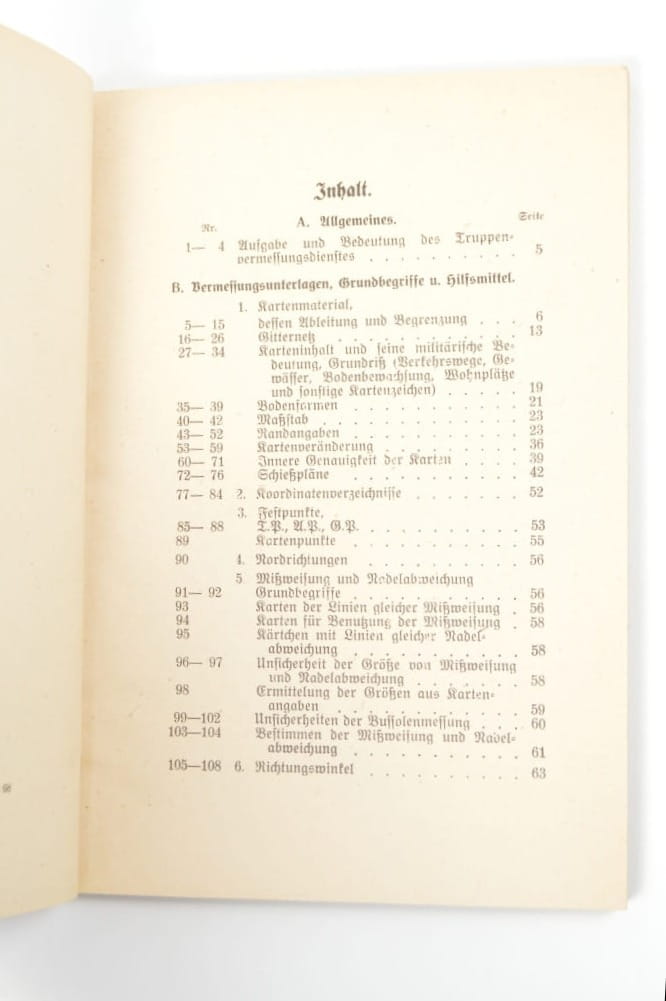 Inhalt.
Nr. A. Allgemeines. Seite
1— 4 Aufgabe und Bedeutung des Truppen-
vermessungsdienstes . . . . . . . . . . 5
B. Vermessungsunterlagen, Grundbegriffe u. Hilfsmittel.
1. Kartenmaterial,
5— 15 dessen Ableitung und Begrenzung . . . 6
16— 26 Gitternetz . . . . . . . . . . . . 13
27— 34 Karteninhalt und seine militärische Be-
deutung, Grundriß (Verkehrswege, Ge-
wässer, Bodenbewachsung, Wohnplätze
und sonstige Kartenzeichen) . . . . . 19
35— 39 Bodenformen . . . . . . . . . . . 21
40— 42 Maßstab . . . . . . . . . . . . . 23
43— 52 Randangaben . . . . . . . . . . . 23
53— 59 Kartenveränderung . . . . . . . . . 36
60— 71 Innere Genauigkeit der Karten . . . . 39
72— 76 Schießpläne . . . . . . . . . . . 42
77— 84 2. Koordinatenverzeichnisse . . . . . . . 52
3. Festpunkte,
85— 88 T.P., A.P., G.P. . . . . . . . . . . 53
89 Kartenpunkte . . . . . . . . . . . 55
90 4. Nordrichtungen . . . . . . . . . . 56
5 Mißweisung und Nadelabweichung
91— 92 Grundbegriffe . . . . . . . . . . . 56
93 Karten der Linien gleicher Mißweisung . 56
94 Karten für Benutzung der Mißweisung . 58
95 Kärtchen mit Linien gleicher Nadel-
abweichung . . . . . . . . . . . 58
96— 97 Unsicherheit der Größe von Mißweisung
und Nadelabweichung . . . . . . . 58
98 Ermittelung der Größen aus Karten-
angaben . . . . . . . . . . . . 59
99—102 Unsicherheiten der Bussolenmessung . . . 60
103—104 Bestimmen der Mißweisung und Nadel-
abweichung . . . . . . . . . . . 61
105—108 6. Richtungswinkel . . . . . . . . . . 63